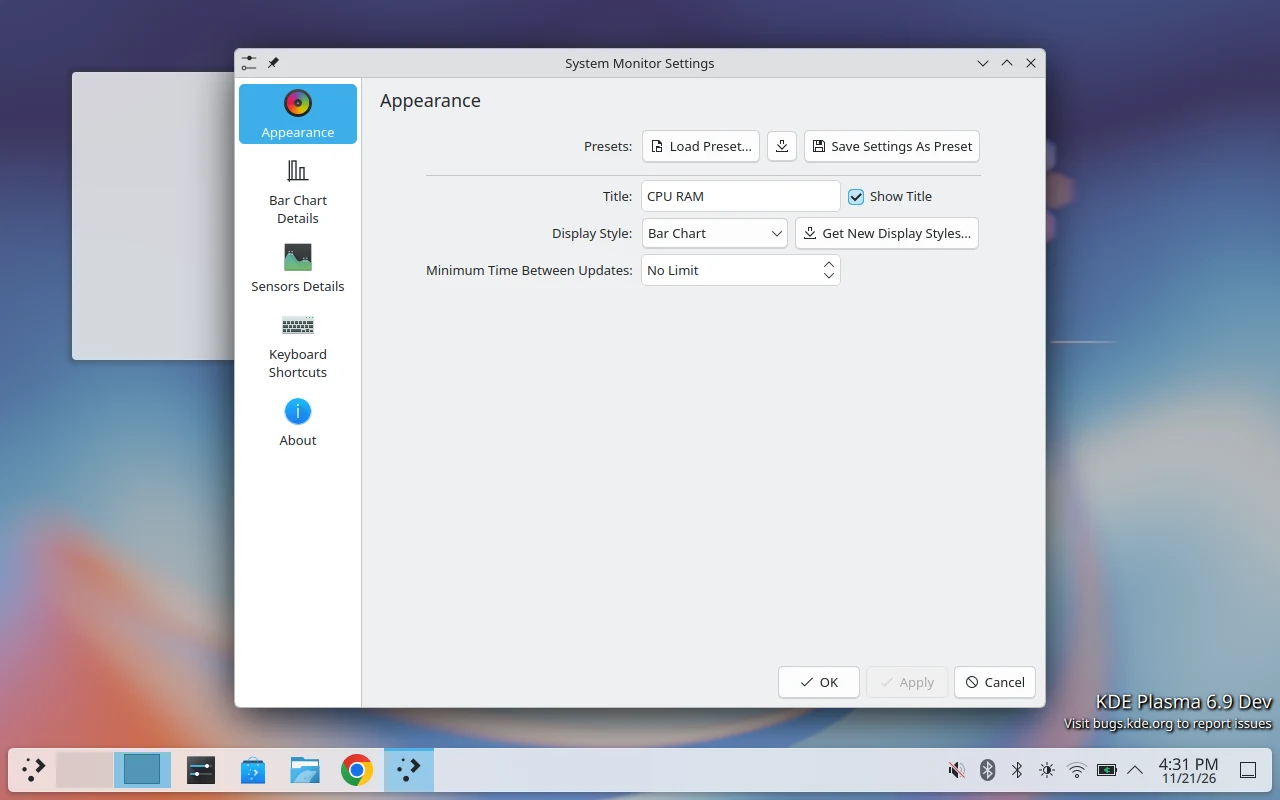 System Monitor Settings
Appearance
Bar Chart
Details
Sensors Details
Keyboard
Shortcuts
About
Appearance
Presets: Load Preset... Save Settings As Preset
Title: CPU RAM Show Title
Display Style: Bar Chart Get New Display Styles...
Minimum Time Between Updates: No Limit
OK Apply Cancel
KDE Plasma 6.9 Dev
Visit bugs.kde.org to report issues
4:31 PM
11/21/26